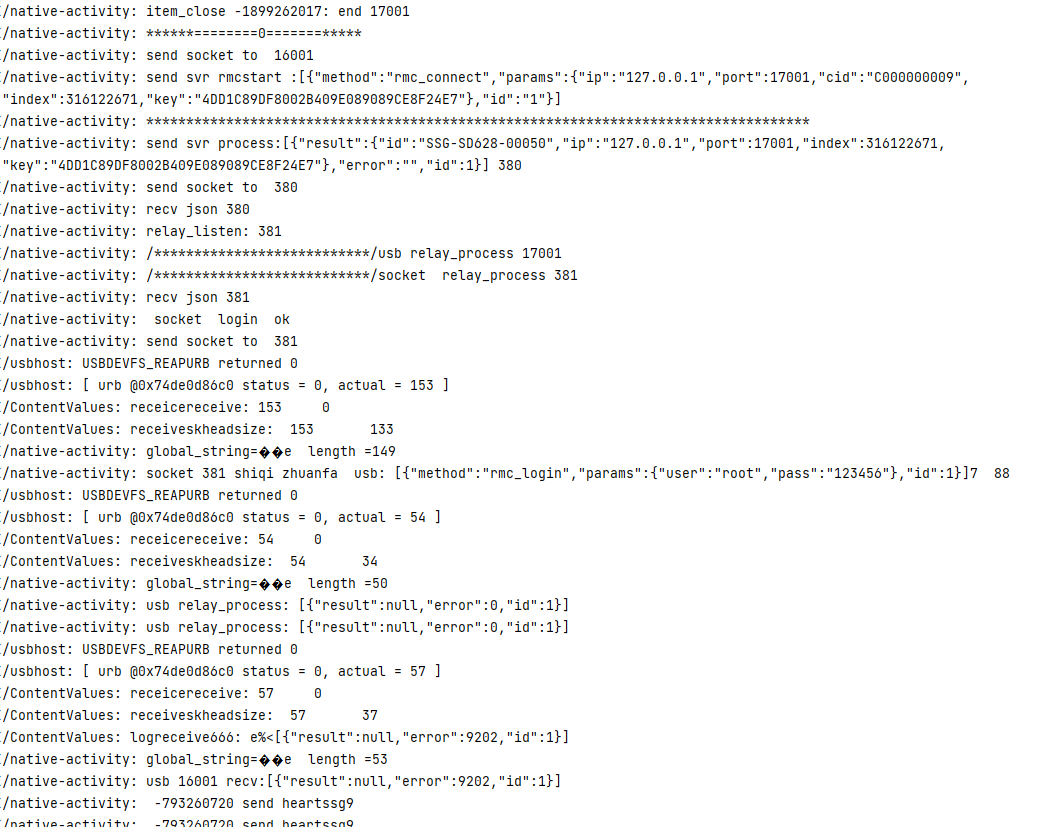 /native-activity: item_close -1899262017: end 17001
/native-activity: ******========0=======*****
/native-activity: send socket to  16001
/native-activity: send svr rmcstart :[{"method":"rmc_connect","params":{"ip":"127.0.0.1","port":17001,"cid":"C000000009",
"index":316122671,"key":"4DD1C89DF8002B409E089089CE8F24E7"},"id":"1"}]
/native-activity: ***********************************************************************************
/native-activity: send svr process:[{"result":{"id":"SSG-SD628-00050","ip":"127.0.0.1","port":17001,"index":316122671,
"key":"4DD1C89DF8002B409E089089CE8F24E7"},"error":"","id":1}] 380
/native-activity: send socket to  380
/native-activity: recv json 380
/native-activity: relay_listen: 381
/native-activity: /***************************/usb relay_process 17001
/native-activity: /***************************/socket  relay_process 381
/native-activity: recv json 381
/native-activity:  socket  login  ok
/native-activity: send socket to  381
/usbhost: USBDEVFS_REAPURB returned 0
/usbhost: [ urb @0x74de0d86c0 status = 0, actual = 153 ]
/ContentValues: receicereceive: 153     0
/ContentValues: receiveskheadsize:  153       133
/native-activity: global_string=��e  length =149
/native-activity: socket 381 shiqi zhuanfa  usb: [{"method":"rmc_login","params":{"user":"root","pass":"123456"},"id":1}]7  88
/usbhost: USBDEVFS_REAPURB returned 0
/usbhost: [ urb @0x74de0d86c0 status = 0, actual = 54 ]
/ContentValues: receicereceive: 54     0
/ContentValues: receiveskheadsize:  54       34
/native-activity: global_string=��e  length =50
/native-activity: usb relay_process: [{"result":null,"error":0,"id":1}]
/native-activity: usb relay_process: [{"result":null,"error":0,"id":1}]
/usbhost: USBDEVFS_REAPURB returned 0
/usbhost: [ urb @0x74de0d86c0 status = 0, actual = 57 ]
/ContentValues: receicereceive: 57     0
/ContentValues: receiveskheadsize:  57       37
/ContentValues: logreceive666: e%<[{"result":null,"error":9202,"id":1}]
/native-activity: global_string=��e  length =53
/native-activity: usb 16001 recv:[{"result":null,"error":9202,"id":1}]
/native-activity:  -793260720 send heartssg9
/native-activity:  -793260720 send heartssg9